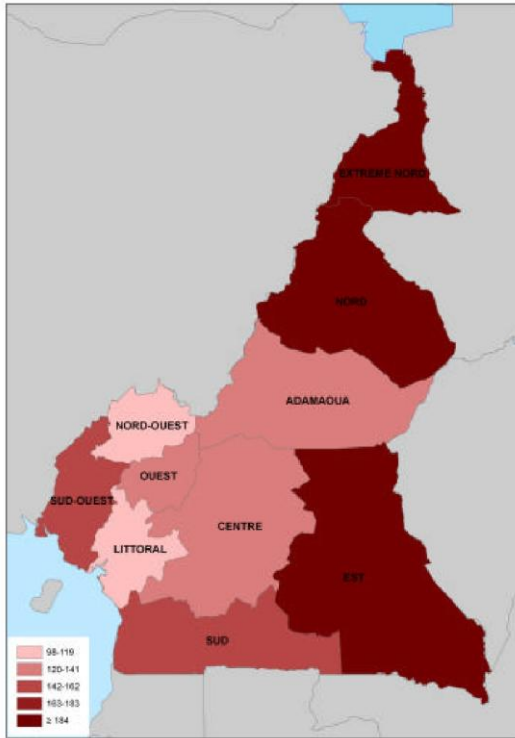 EXTREME NORD
NORD
ADAMAOUA
NORD-OUEST
OUEST
SUD-OUEST
CENTRE
LITTORAL
EST
SUD
98-119
120-141
142-162
163-183
≥ 184